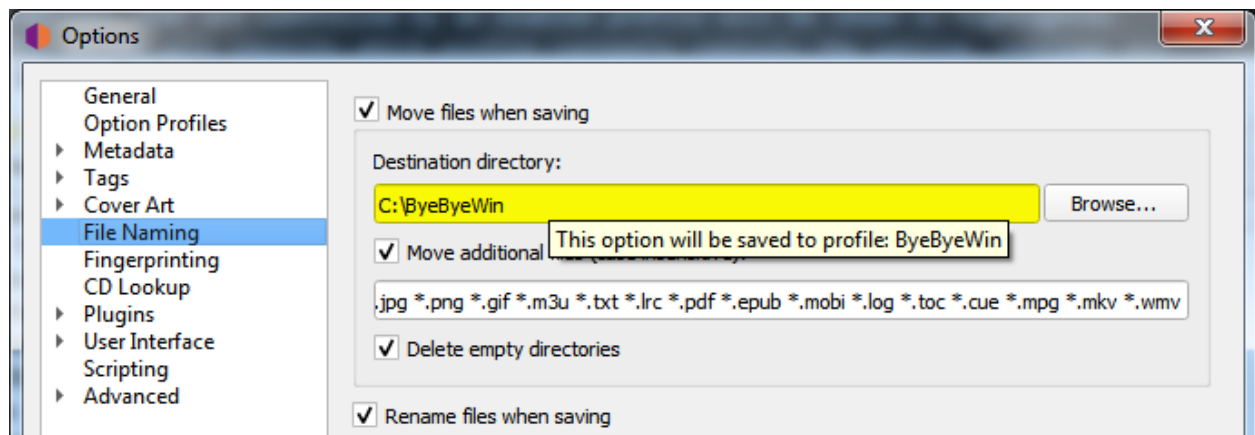 Options
General
Option Profiles
Metadata
Tags
Cover Art
File Naming
Fingerprinting
CD Lookup
Plugins
User Interface
Scripting
Advanced
Move files when saving
Destination directory:
C:\ByeByeWin
Browse...
This option will be saved to profile: ByeByeWin
Move additional
.jpg *.png *.gif *.m3u *.txt *.lrc *.pdf *.epub *.mobi *.log *.toc *.cue *.mpg *.mkv *.wmv
Delete empty directories
Rename files when saving